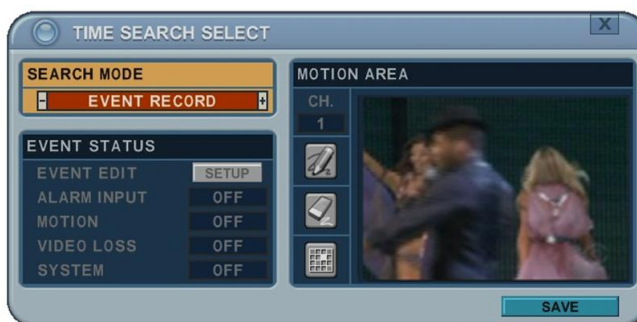 TIME SEARCH SELECT
X
SEARCH MODE
- EVENT RECORD +
EVENT STATUS
EVENT EDIT SETUP
ALARM INPUT OFF
MOTION OFF
VIDEO LOSS OFF
SYSTEM OFF
MOTION AREA
CH.
1
SAVE